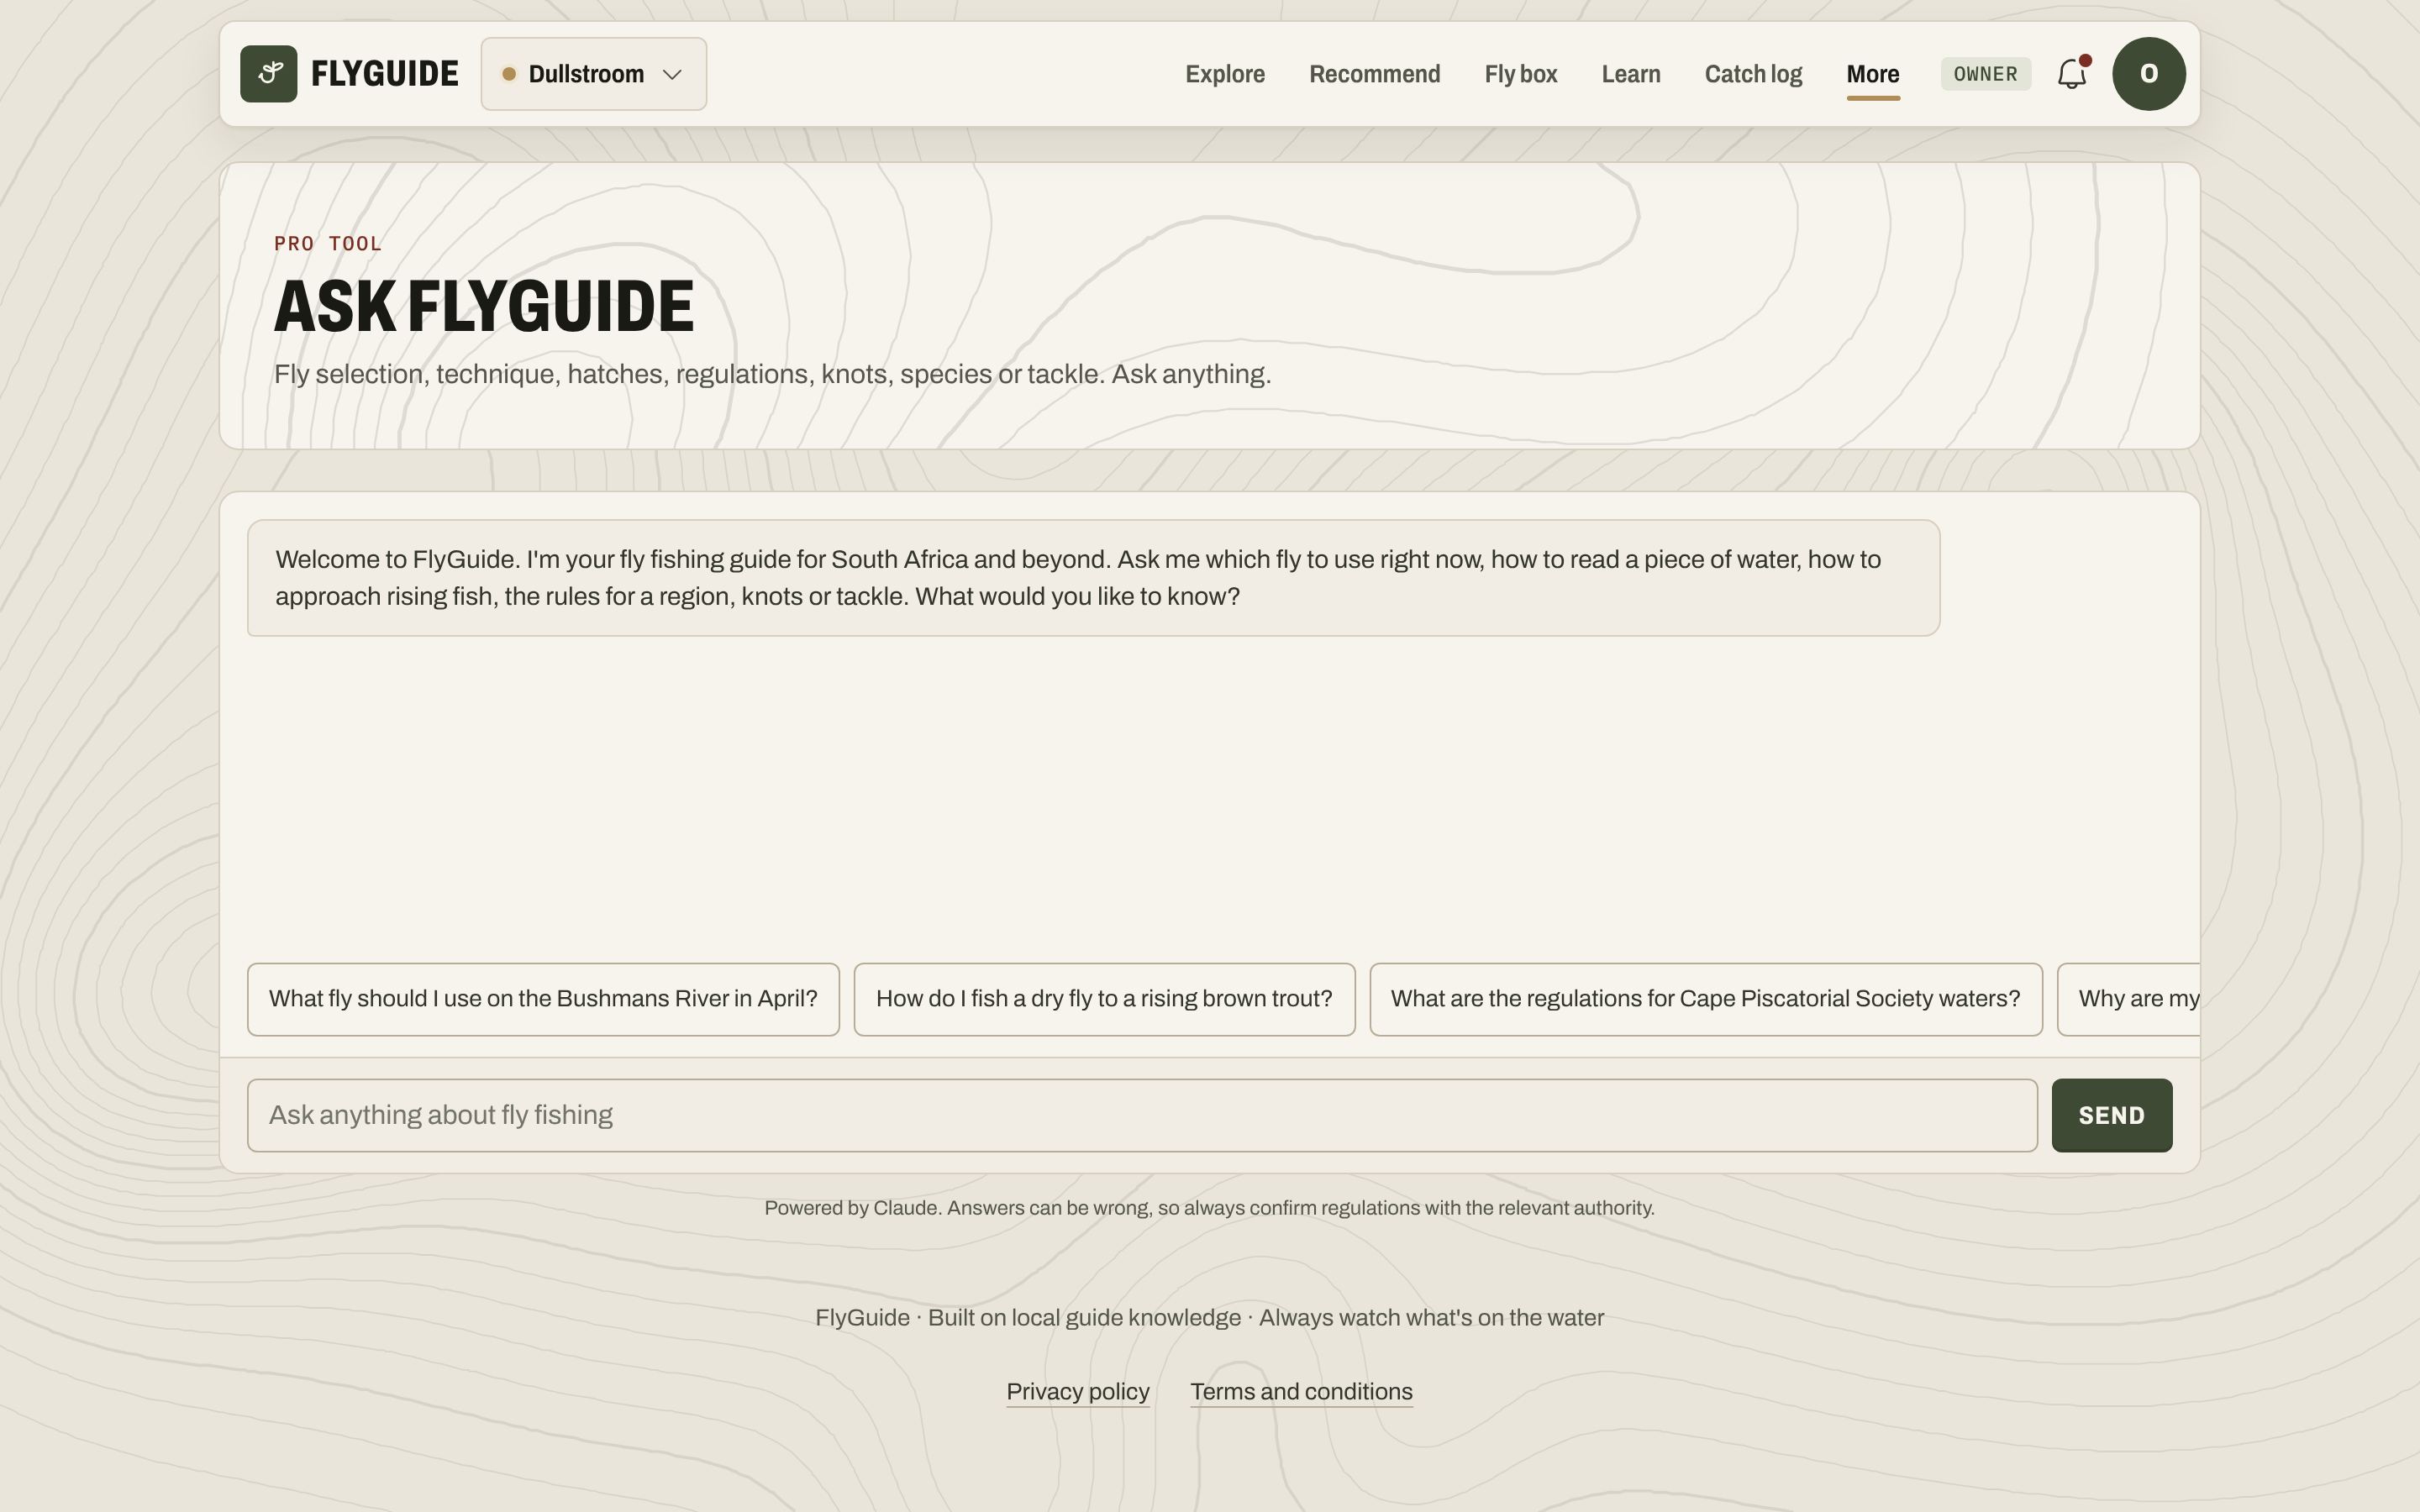 FLYGUIDE
Dullstroom
Explore
Recommend
Fly box
Learn
Catch log
More
OWNER
O
PRO TOOL
ASK FLYGUIDE
Fly selection, technique, hatches, regulations, knots, species or tackle. Ask anything.
Welcome to FlyGuide. I'm your fly fishing guide for South Africa and beyond. Ask me which fly to use right now, how to read a piece of water, how to
approach rising fish, the rules for a region, knots or tackle. What would you like to know?
What fly should I use on the Bushmans River in April?
How do I fish a dry fly to a rising brown trout?
What are the regulations for Cape Piscatorial Society waters?
Why are my
Ask anything about fly fishing
SEND
Powered by Claude. Answers can be wrong, so always confirm regulations with the relevant authority.
FlyGuide · Built on local guide knowledge · Always watch what's on the water
Privacy policy
Terms and conditions